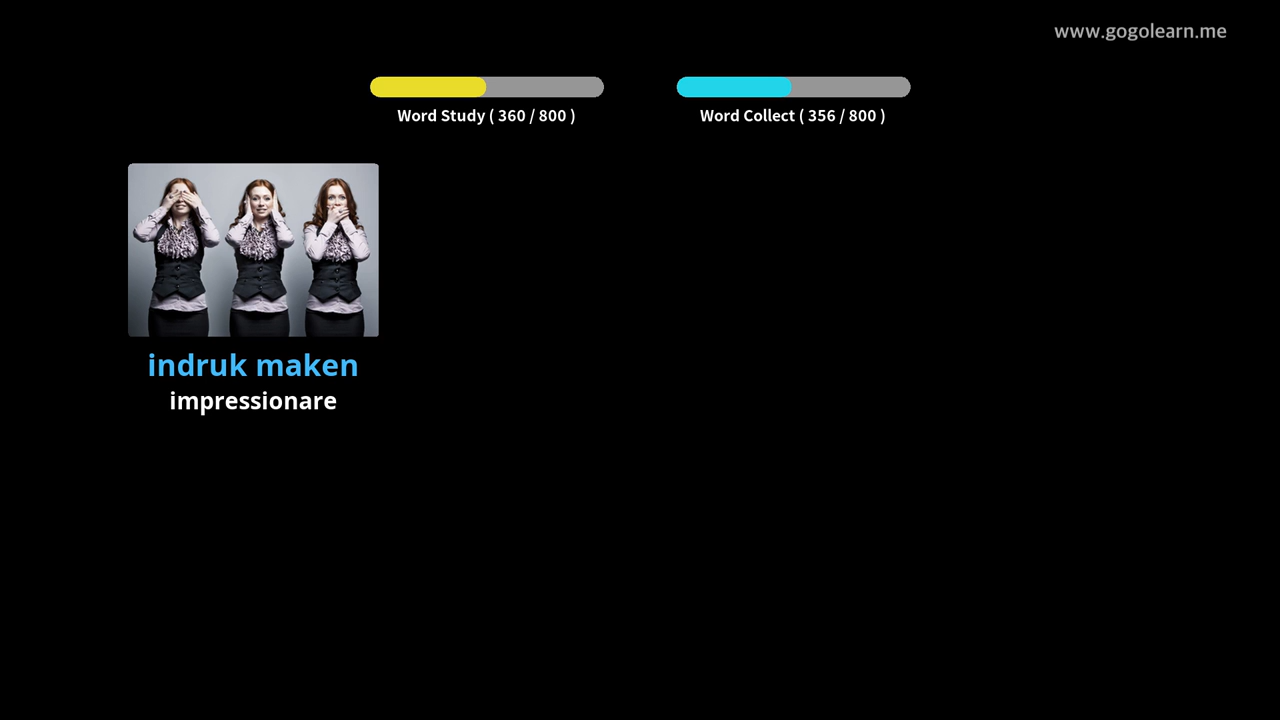 www.gogolearn.me
Word Study ( 360 / 800 )
Word Collect ( 356 / 800 )
indruk maken
impressionare